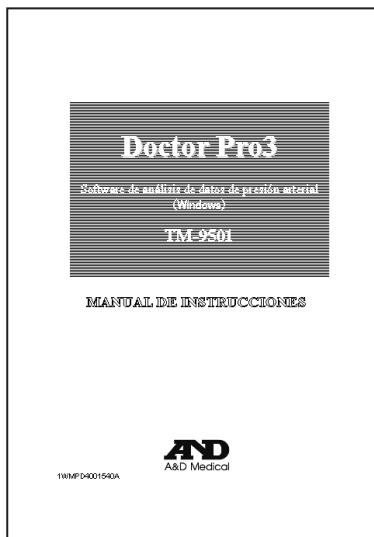 Doctor Pro3
Software de análisis de datos de presión arterial
(Windows)
TM-9501
MANUAL DE INSTRUCCIONES
AND
A&D Medical
1WMPD4001540A